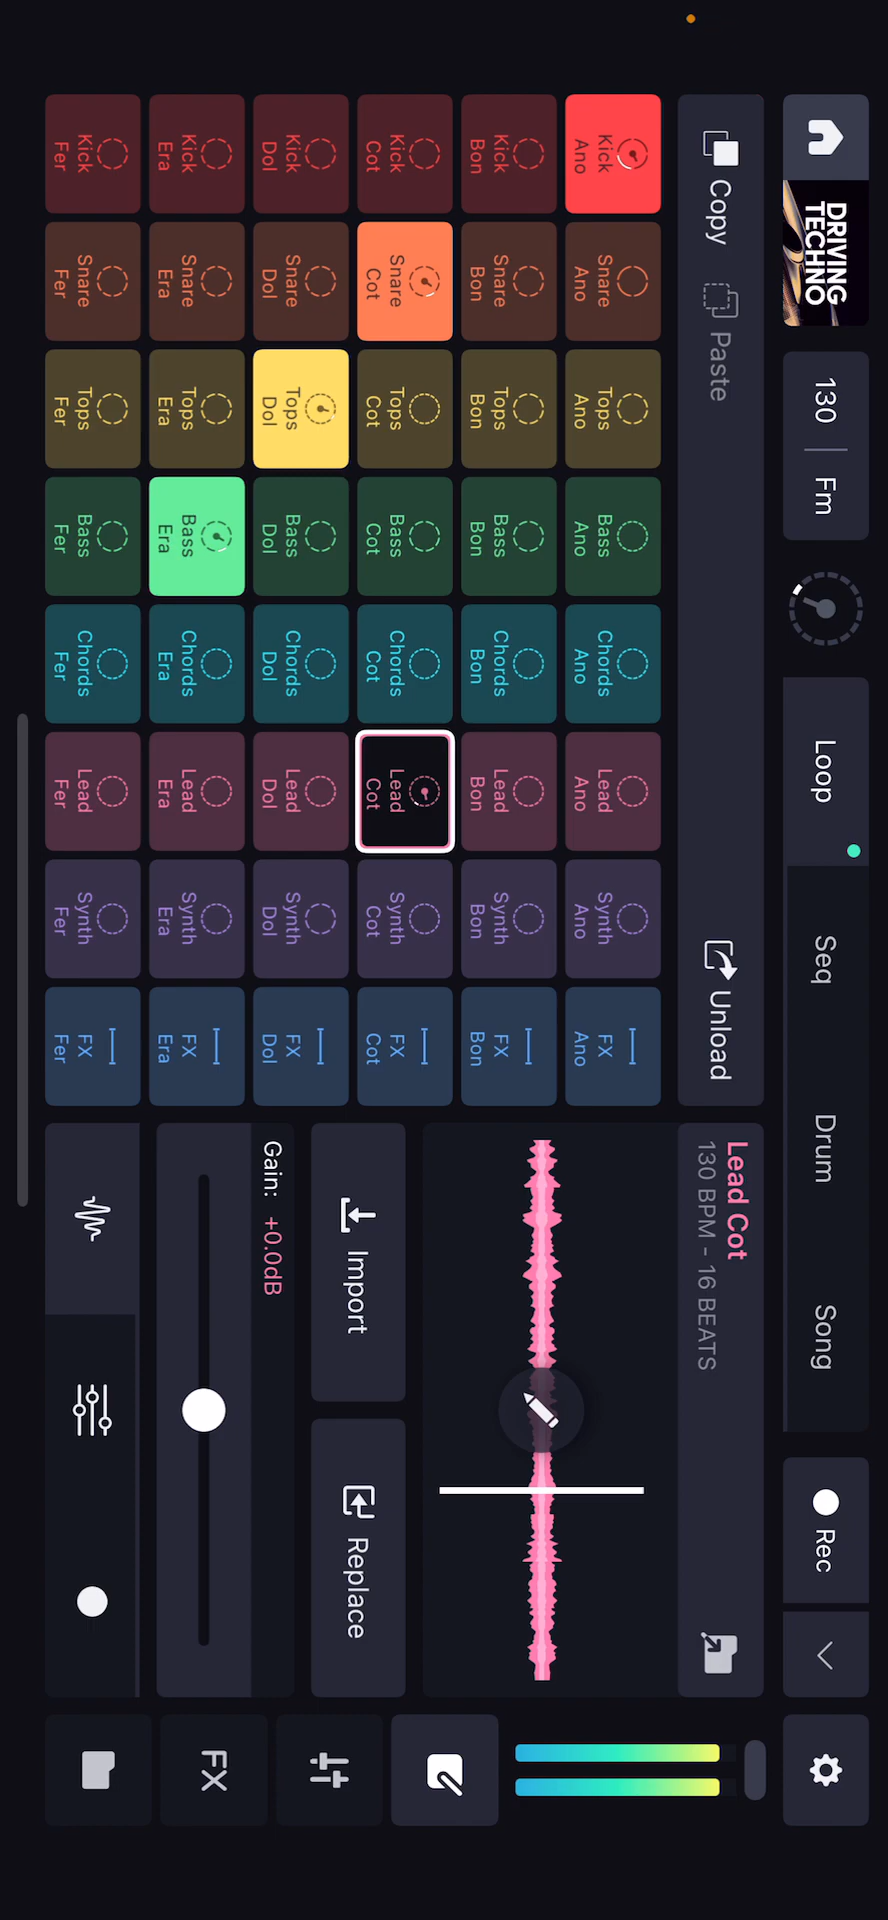 DRIVING
TECHNO
130
Fm
Loop
Seq
Drum
Song
Rec
Copy
Paste
Unload
Kick
Ano
Snare
Ano
Tops
Ano
Bass
Ano
Chords
Ano
Lead
Ano
Synth
Ano
FX
Ano
Kick
Bon
Snare
Bon
Tops
Bon
Bass
Bon
Chords
Bon
Lead
Bon
Synth
Bon
FX
Bon
Kick
Cot
Snare
Cot
Tops
Cot
Bass
Cot
Chords
Cot
Lead
Cot
Synth
Cot
FX
Cot
Kick
Dol
Snare
Dol
Tops
Dol
Bass
Dol
Chords
Dol
Lead
Dol
Synth
Dol
FX
Dol
Kick
Era
Snare
Era
Tops
Era
Bass
Era
Chords
Era
Lead
Era
Synth
Era
FX
Era
Kick
Fer
Snare
Fer
Tops
Fer
Bass
Fer
Chords
Fer
Lead
Fer
Synth
Fer
FX
Fer
Lead Cot
130 BPM - 16 BEATS
Import
Replace
Gain: +0.0dB
FX